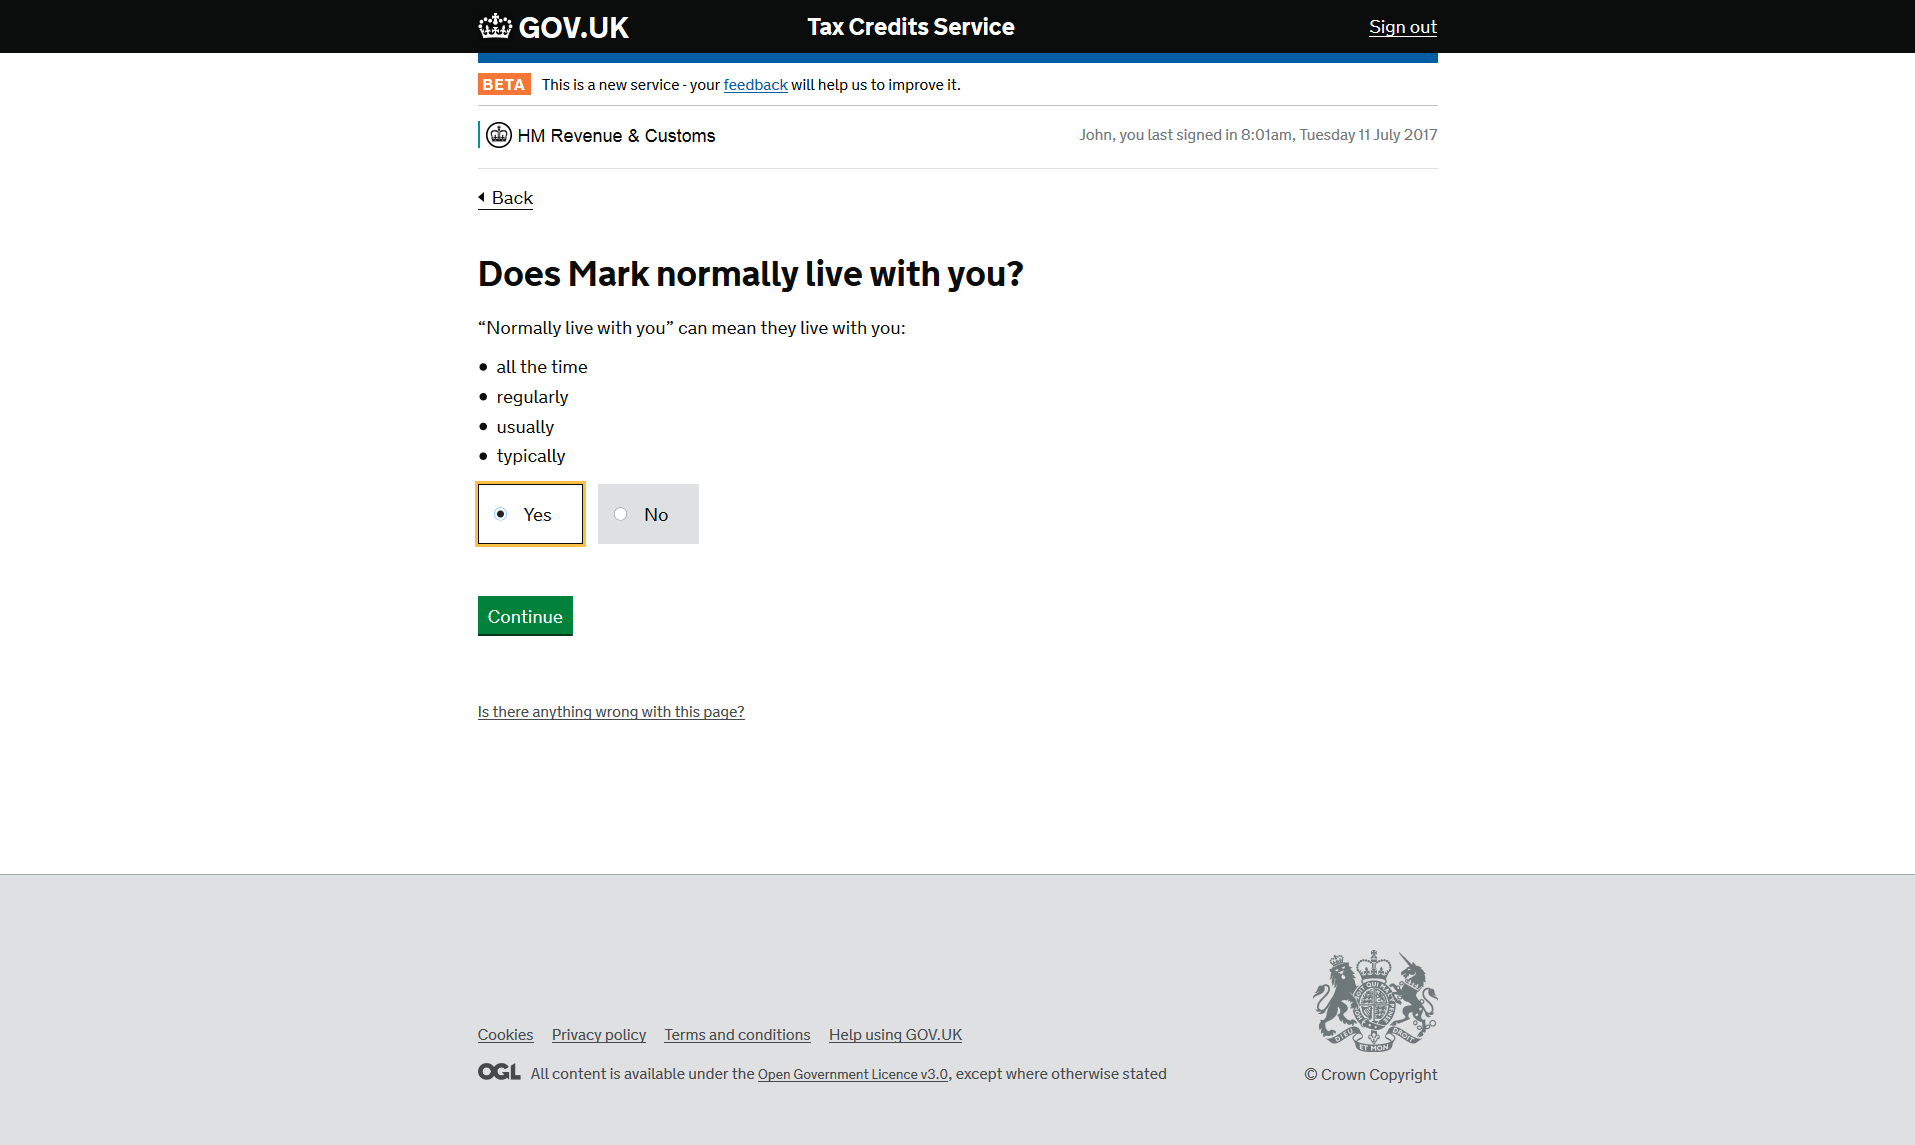 GOV.UK Tax Credits Service Sign out
BETA This is a new service - your feedback will help us to improve it.
HM Revenue & Customs John, you last signed in 8:01am, Tuesday 11 July 2017
Back
Does Mark normally live with you?
“Normally live with you” can mean they live with you:
• all the time
• regularly
• usually
• typically
Yes No
Continue
Is there anything wrong with this page?
Cookies Privacy policy Terms and conditions Help using GOV.UK
OGL All content is available under the Open Government Licence v3.0, except where otherwise stated
© Crown Copyright